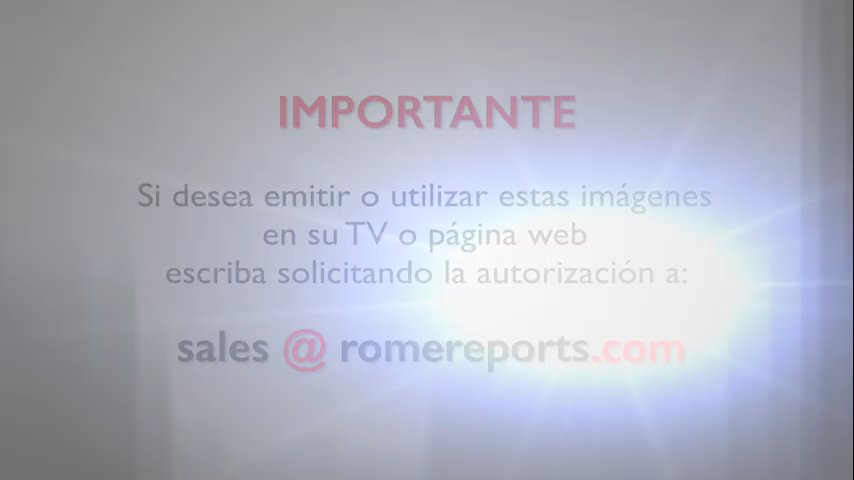 IMPORTANTE
Si desea emitir o utilizar estas imágenes
en su TV o página web
escriba solicitando la autorización a:
sales @ romereports.com